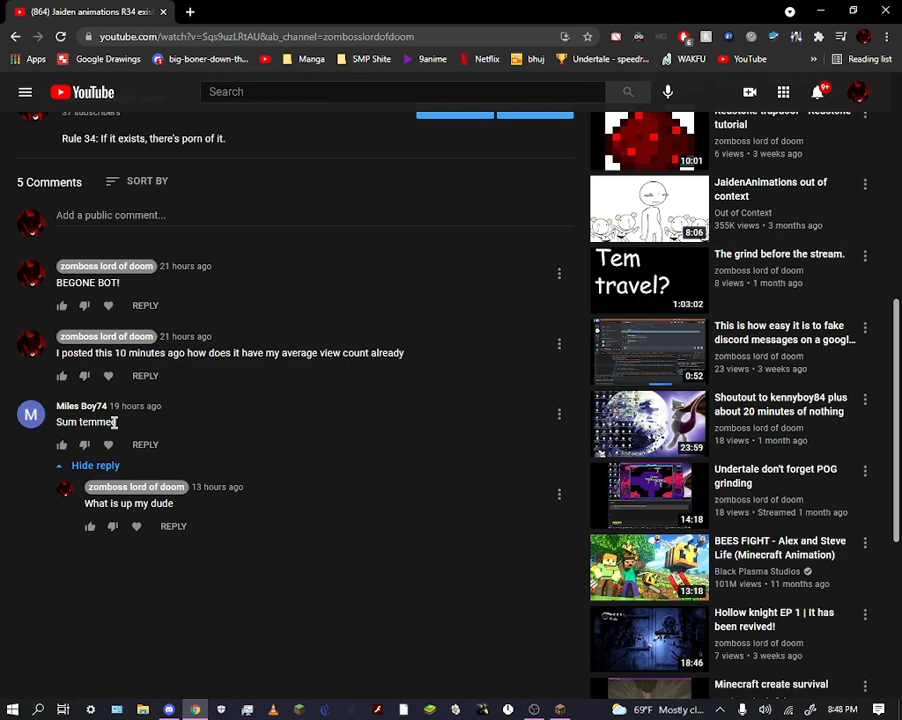 (864) Jaiden animations R34 exist
youtube.com/watch?v=Sqs9uzLRtAU&ab_channel=zombosslordofdoom
Apps
Google Drawings
big-boner-down-th...
Manga
SMP Shite
9anime
Netflix
bhuj
Undertale - speedr...
WAKFU
YouTube
»
Reading list
YouTube
Search
9+
37 subscribers
Rule 34: If it exists, there's porn of it.
5 Comments
SORT BY
Add a public comment...
zomboss lord of doom 21 hours ago
BEGONE BOT!
REPLY
zomboss lord of doom 21 hours ago
I posted this 10 minutes ago how does it have my average view count already
REPLY
M
Miles Boy74 19 hours ago
Sum temmed
REPLY
Hide reply
zomboss lord of doom 13 hours ago
What is up my dude
REPLY
10:01
tutorial
zomboss lord of doom
6 views • 3 weeks ago
8:06
JaidenAnimations out of
context
Out of Context
355K views • 3 months ago
Tem
travel?
1:03:02
The grind before the stream.
zomboss lord of doom
8 views • 1 month ago
0:52
This is how easy it is to fake
discord messages on a googl...
zomboss lord of doom
23 views • 3 weeks ago
23:59
Shoutout to kennyboy84 plus
about 20 minutes of nothing
zomboss lord of doom
18 views • 1 month ago
14:18
Undertale don't forget POG
grinding
zomboss lord of doom
18 views • Streamed 1 month ago
13:18
BEES FIGHT - Alex and Steve
Life (Minecraft Animation)
Black Plasma Studios
101M views • 11 months ago
18:46
Hollow knight EP 1 | It has
been revived!
zomboss lord of doom
7 views • 3 weeks ago
Minecraft create survival
69°F Mostly cl...
8:48 PM